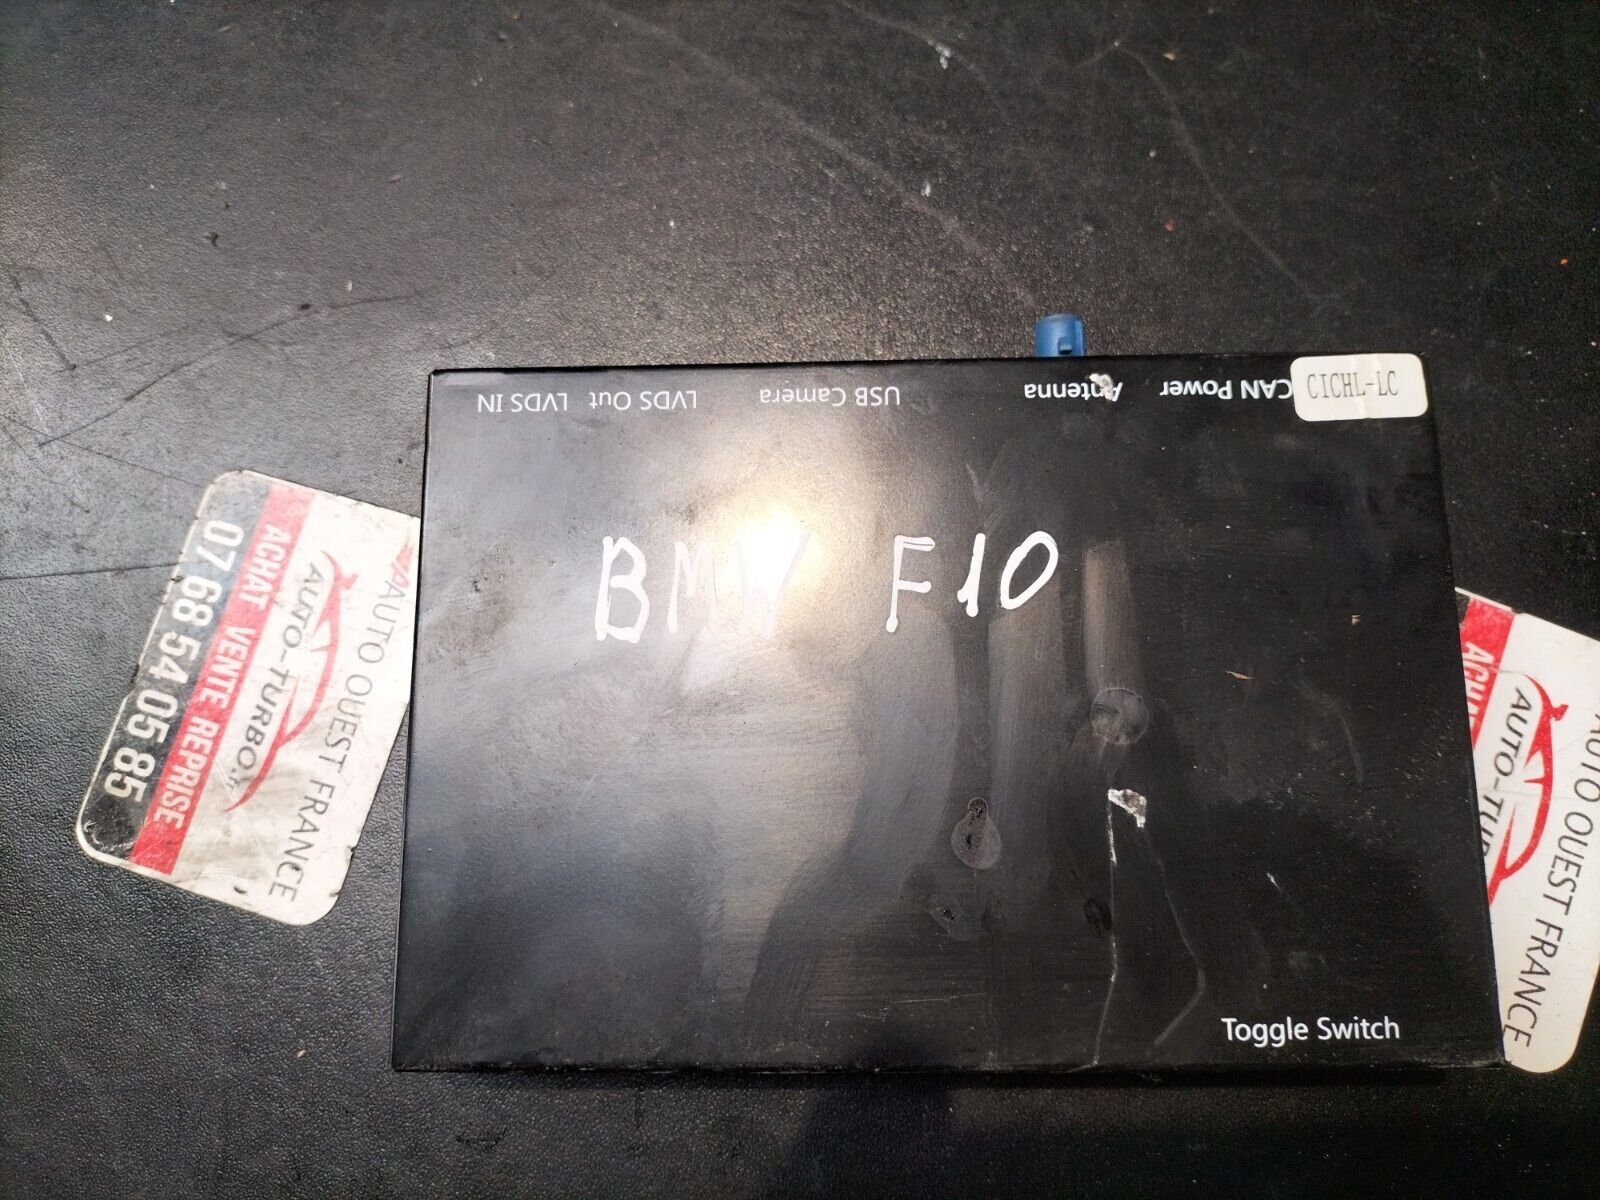 LVDS IN
LVDS Out
USB Camera
Antenna
CAN Power
CICHL-LC
BMW F10
Toggle Switch
AUTO OUEST FRANCE
AUTO-TURBO
ACHAT VENTE REPRISE
07 68 54 05 85
AUTO OUEST FRANCE